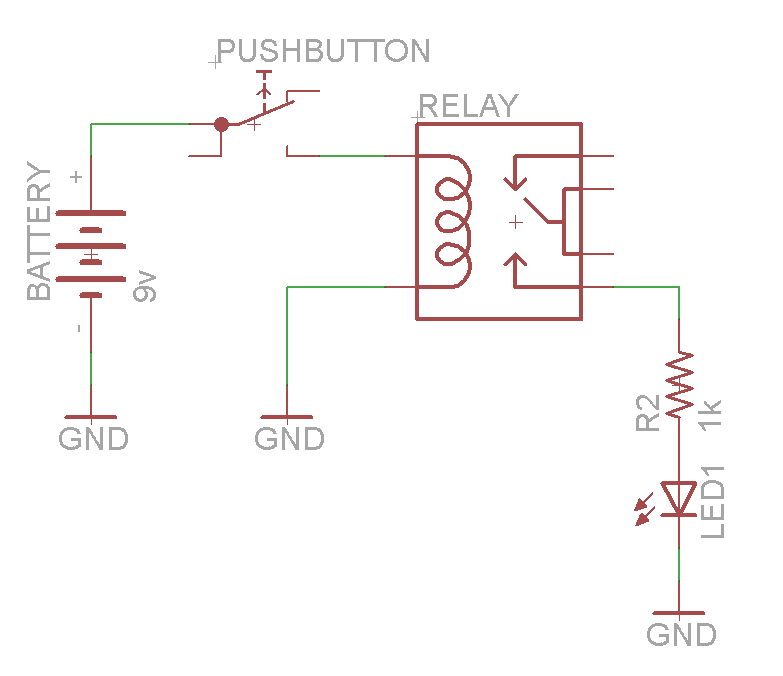 PUSHBUTTON
RELAY
BATTERY
+
9v
-
GND
GND
R2
1k
LED1
GND